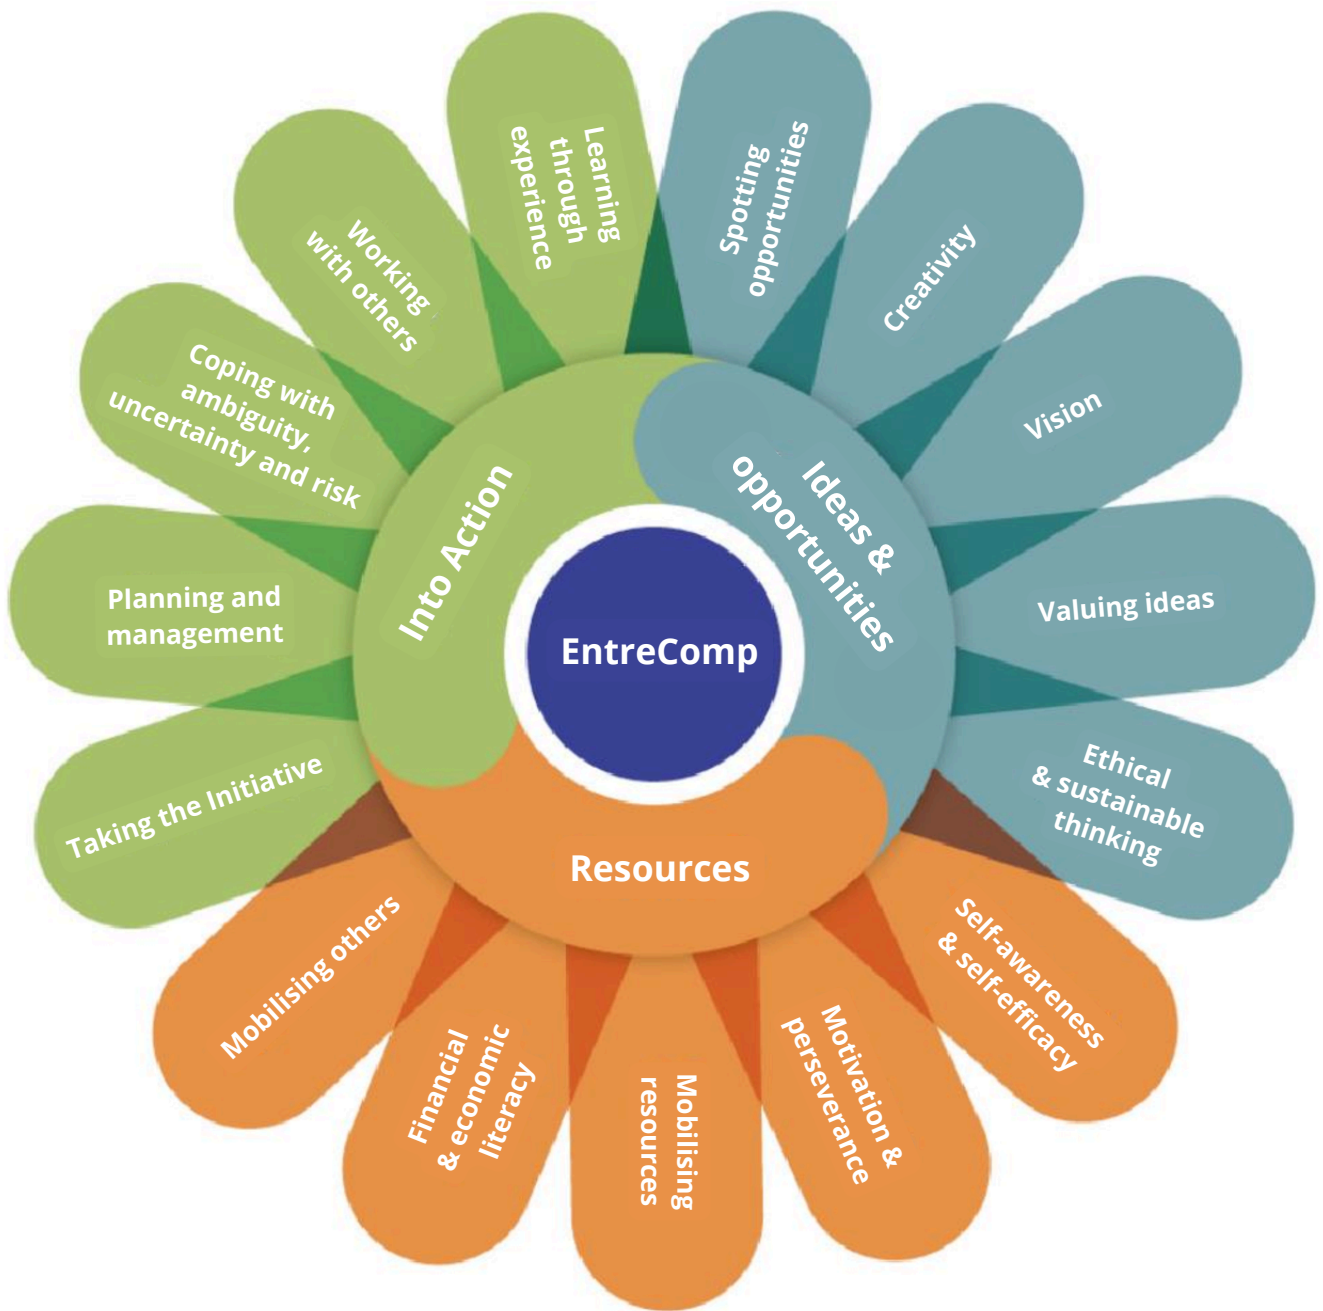 EntreComp
Ideas &
opportunities
Spotting
opportunities
Creativity
Vision
Valuing ideas
Ethical
& sustainable
thinking
Resources
Self-awareness
& self-efficacy
Motivation &
perseverance
Mobilising
resources
Financial
& economic
literacy
Mobilising others
Into Action
Taking the Initiative
Planning and
management
Coping with
ambiguity,
uncertainty and risk
Working
with others
Learning
through
experience